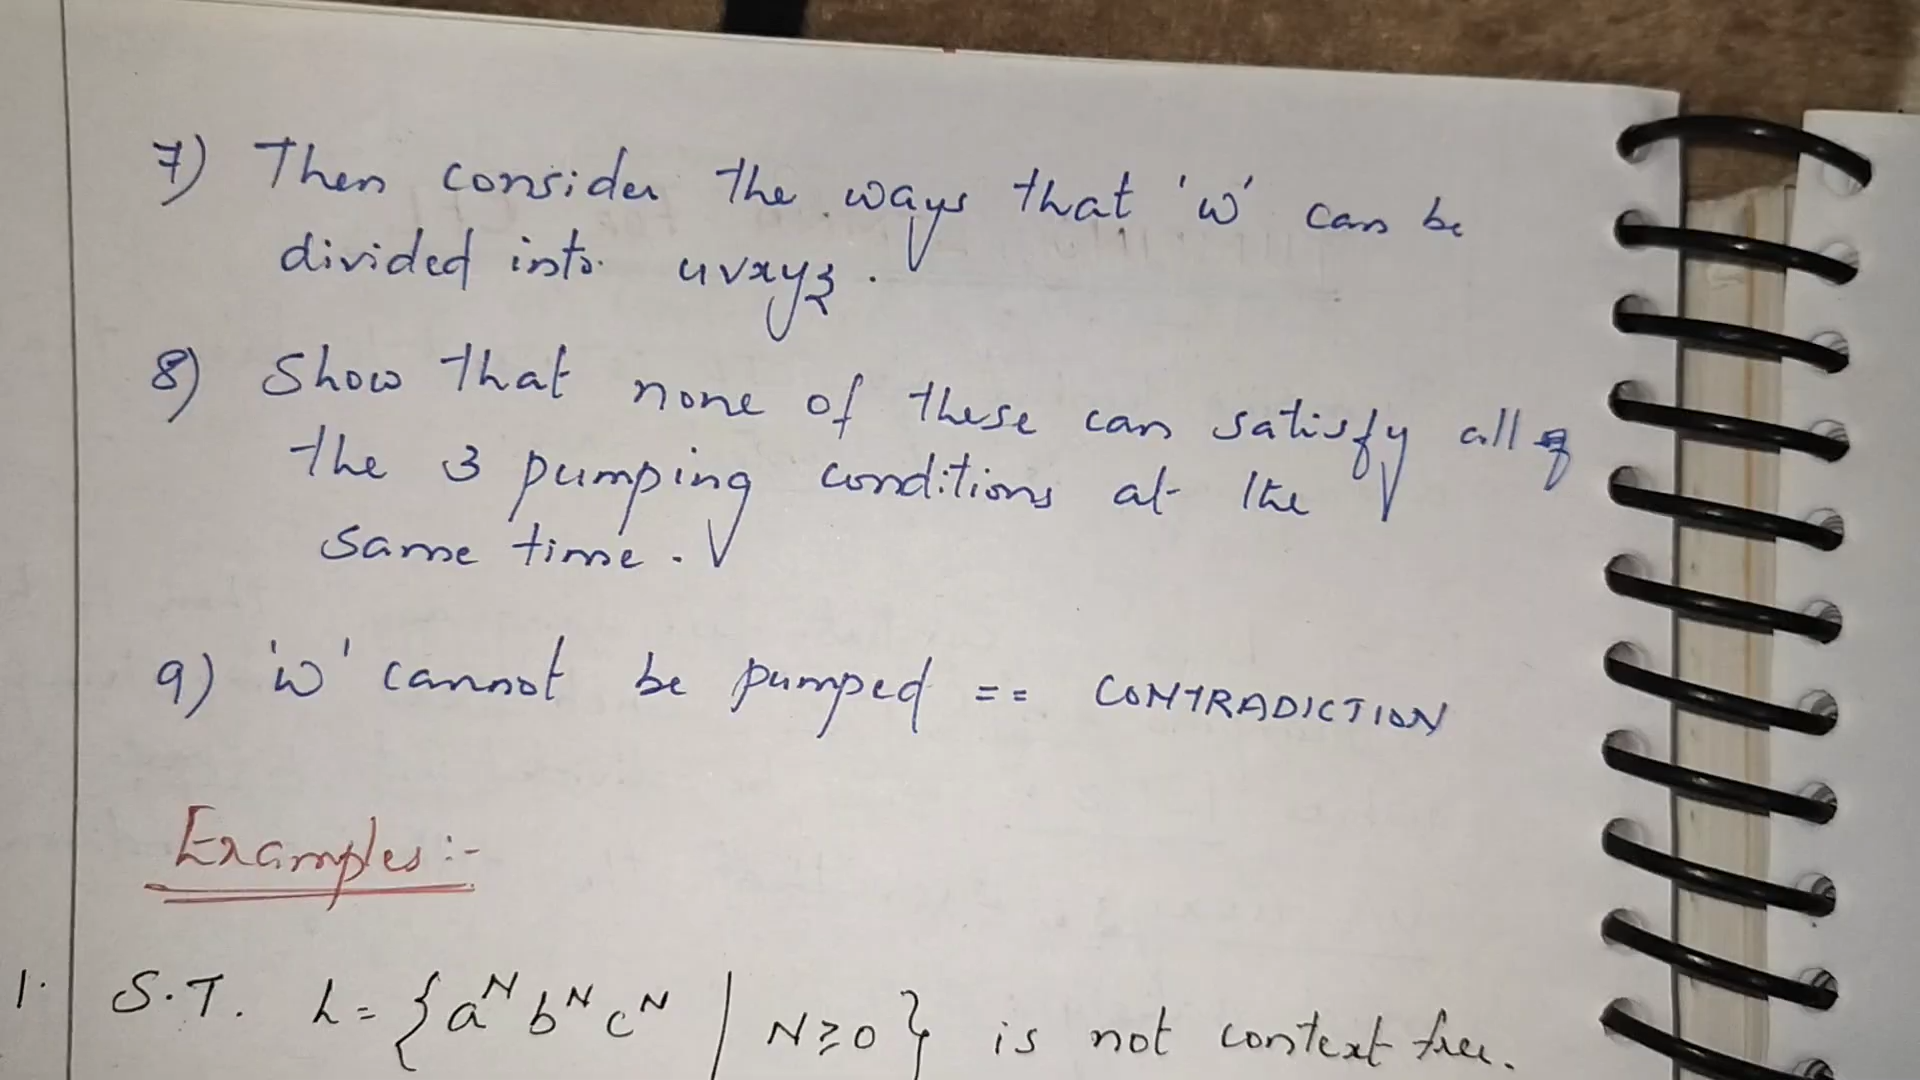 7) Then consider the ways that 'w' can be
divided into uvxyz.
8) Show that none of these can satisfy all of
the 3 pumping conditions at the
same time.
9) 'w' cannot be pumped == CONTRADICTION
Examples:-
1. S.T. L = {a^N b^N c^N | N≥0} is not context free.